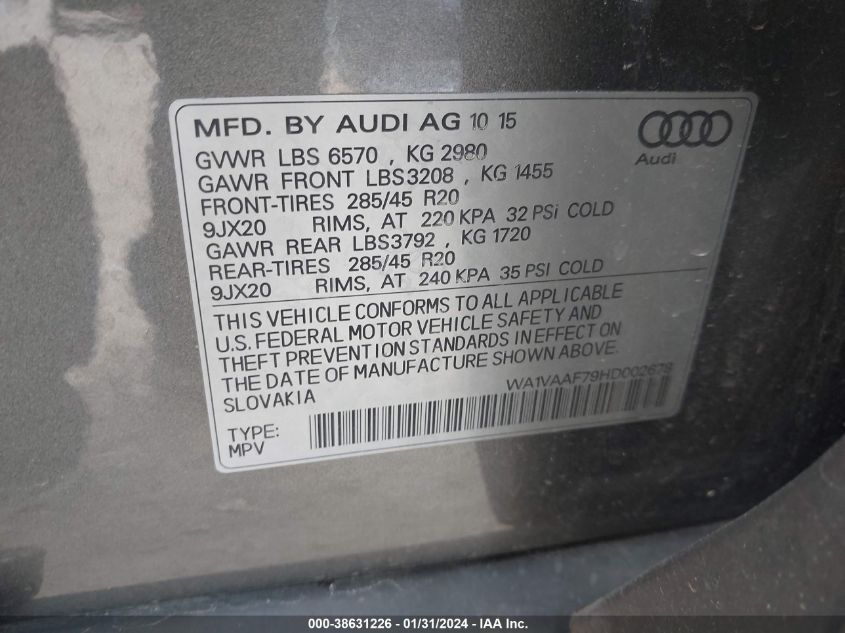 MFD. BY AUDI AG 10 15
Audi
GVWR LBS 6570 , KG 2980
GAWR FRONT LBS3208 , KG 1455
FRONT-TIRES 285/45 R20
9JX20 RIMS, AT 220 KPA 32 PSi COLD
GAWR REAR LBS3792 , KG 1720
REAR-TIRES 285/45 R20
9JX20 RIMS, AT 240 KPA 35 PSI COLD
THIS VEHICLE CONFORMS TO ALL APPLICABLE
U.S. FEDERAL MOTOR VEHICLE SAFETY AND
THEFT PREVENTION STANDARDS IN EFFECT ON
THE DATE OF MANUFACTURE SHOWN ABOVE.
SLOVAKIA WA1VAAF79HD002678
TYPE:
MPV
000-38631226 - 01/31/2024 - IAA Inc.